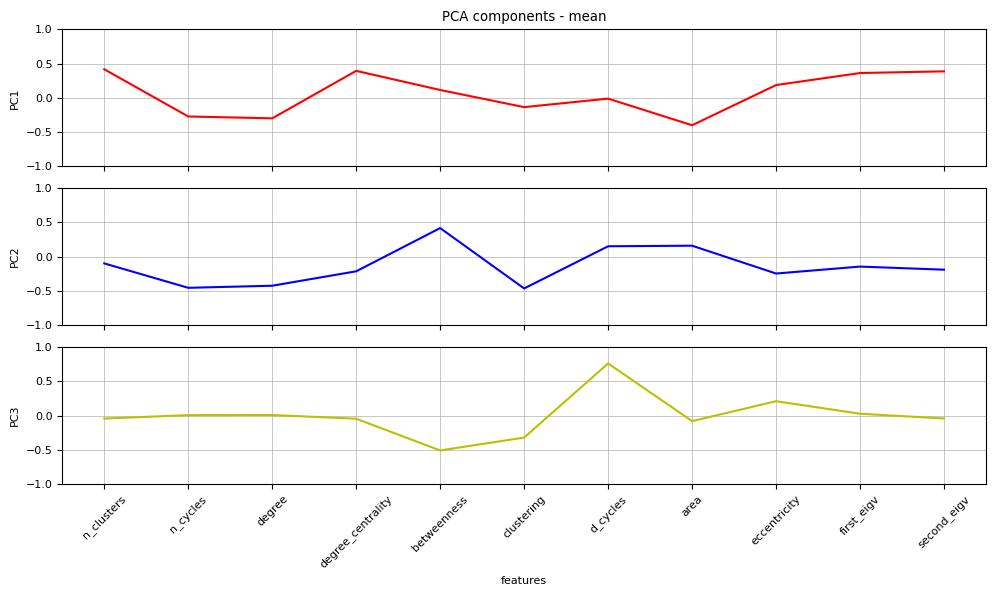 PCA components - mean
1.0
0.5
0.0
−0.5
−1.0
PC1
1.0
0.5
0.0
−0.5
−1.0
PC2
1.0
0.5
0.0
−0.5
−1.0
PC3
n_clusters
n_cycles
degree
degree_centrality
betweenness
clustering
d_cycles
area
eccentricity
first_eigv
second_eigv
features